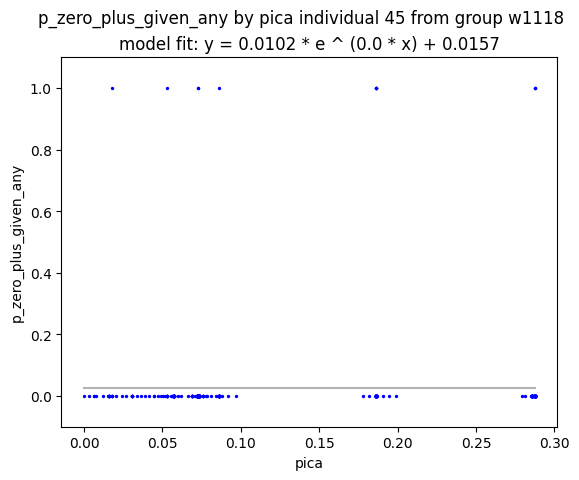 p_zero_plus_given_any by pica individual 45 from group w1118
model fit: y = 0.0102 * e ^ (0.0 * x) + 0.0157
p_zero_plus_given_any
1.0
0.8
0.6
0.4
0.2
0.0
0.00 0.05 0.10 0.15 0.20 0.25 0.30
pica